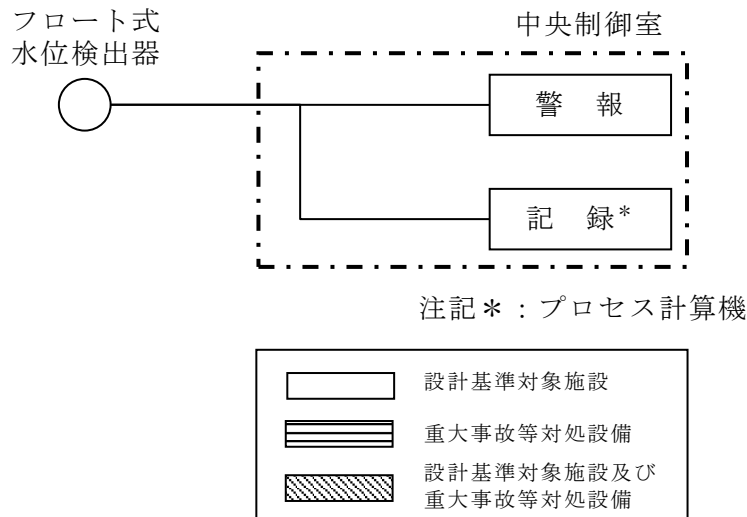 フロート式
水位検出器
中央制御室
警　報
記　録*
注記＊：プロセス計算機
設計基準対象施設
重大事故等対処設備
設計基準対象施設及び
重大事故等対処設備